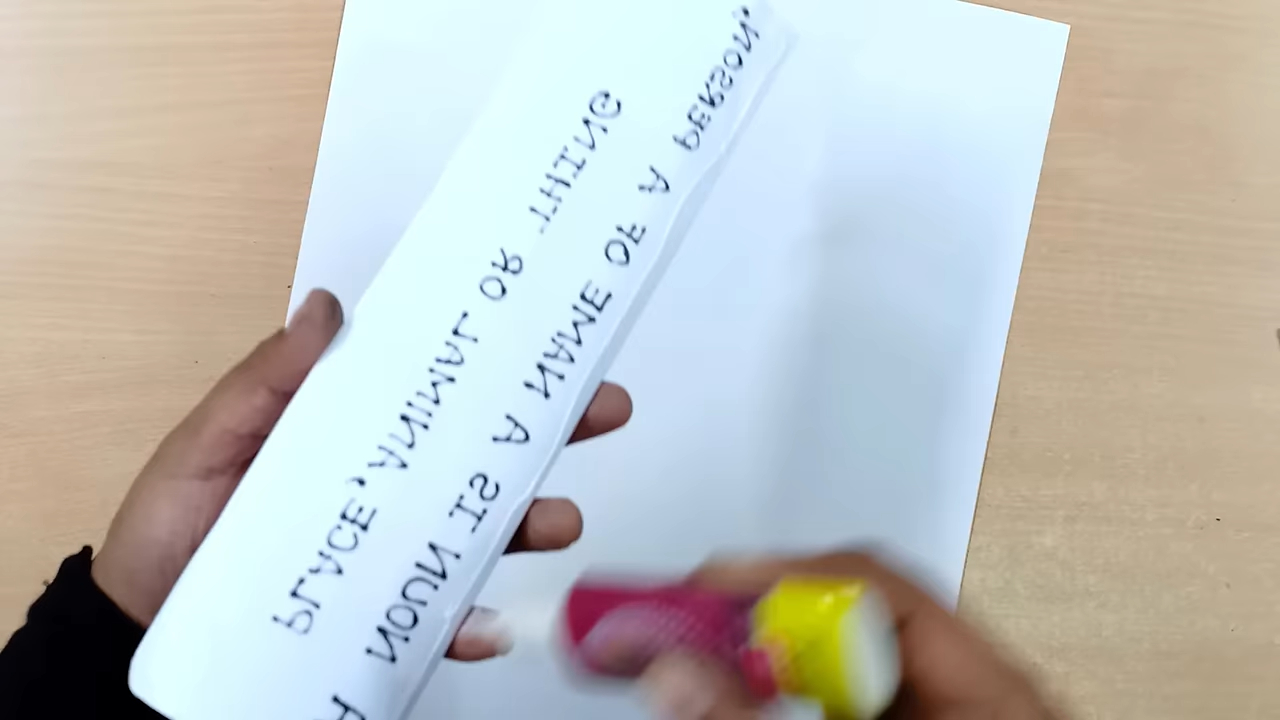 A NOUN IS A NAME OF A PERSON,
PLACE, ANIMAL OR THING